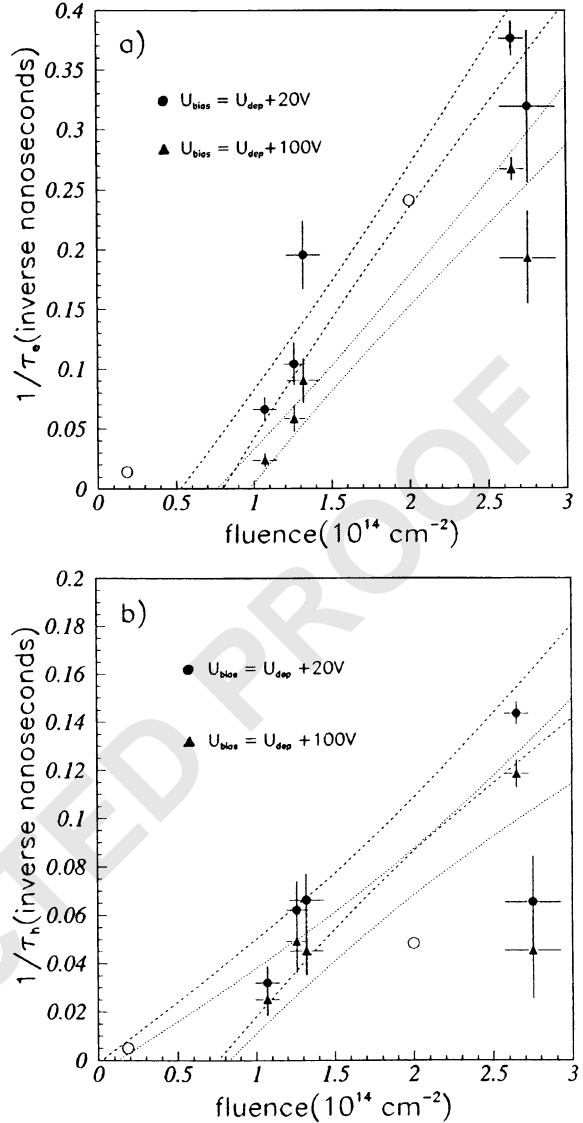 0.4
a)
0.35
● U_bias = U_dep +20V
0.3
▲ U_bias = U_dep +100V
0.25
0.2
0.15
0.1
0.05
0
1/τ_e(inverse nanoseconds)
0 0.5 1 1.5 2 2.5 3
fluence(10^14 cm^-2)
0.2
b)
0.18
● U_bias = U_dep +20V
0.16
▲ U_bias = U_dep +100V
0.14
0.12
0.1
0.08
0.06
0.04
0.02
0
1/τ_h(inverse nanoseconds)
0 0.5 1 1.5 2 2.5 3
fluence(10^14 cm^-2)
CTED PROOF